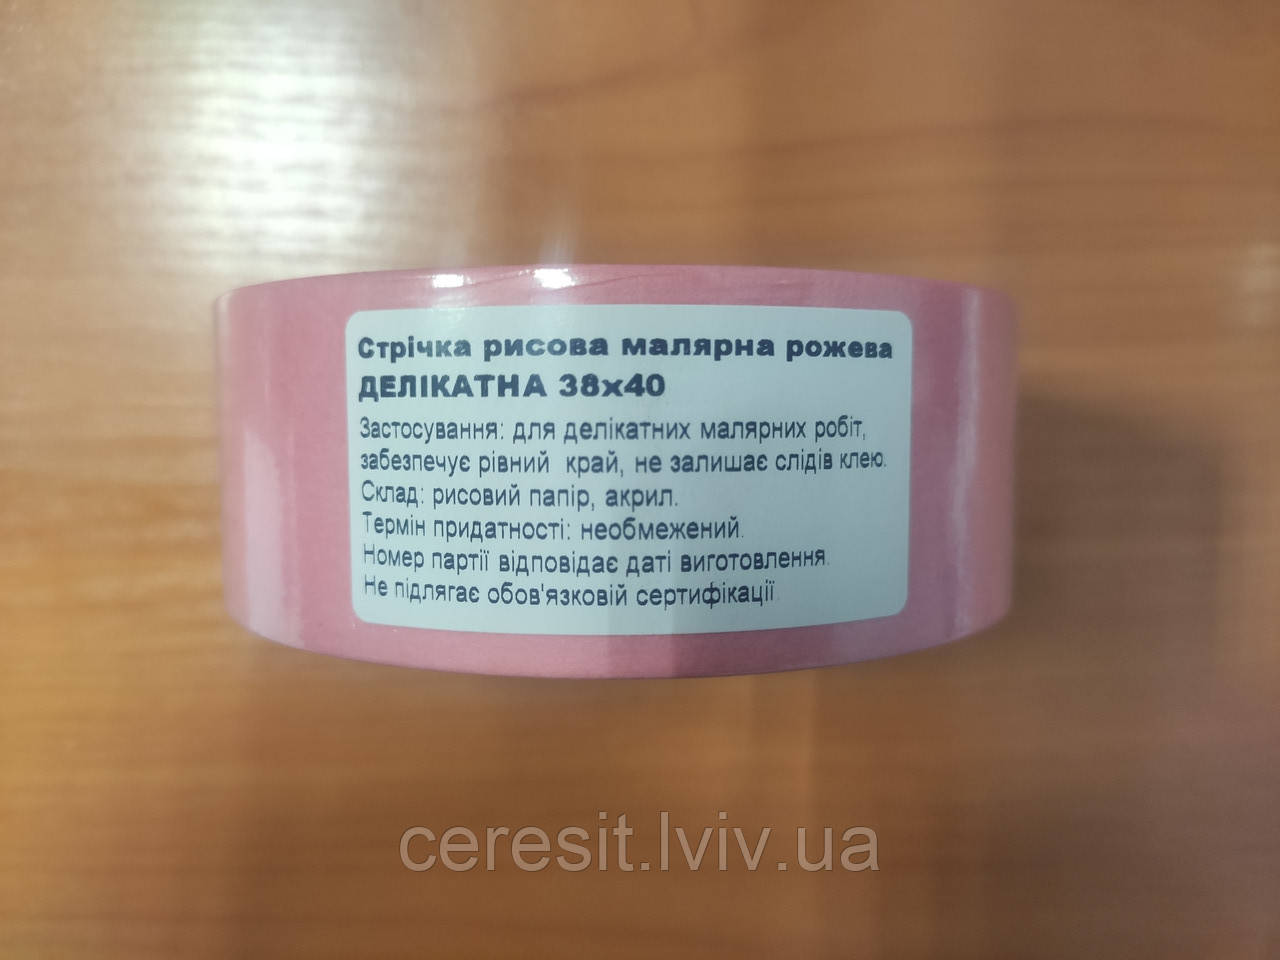 Стрічка рисова малярна рожева
ДЕЛІКАТНА 38х40
Застосування: для делікатних малярних робіт,
забезпечує рівний край, не залишає слідів клею.
Склад: рисовий папір, акрил.
Термін придатності: необмежений.
Номер партії відповідає даті виготовлення.
Не підлягає обов'язковій сертифікації.
ceresit.lviv.ua